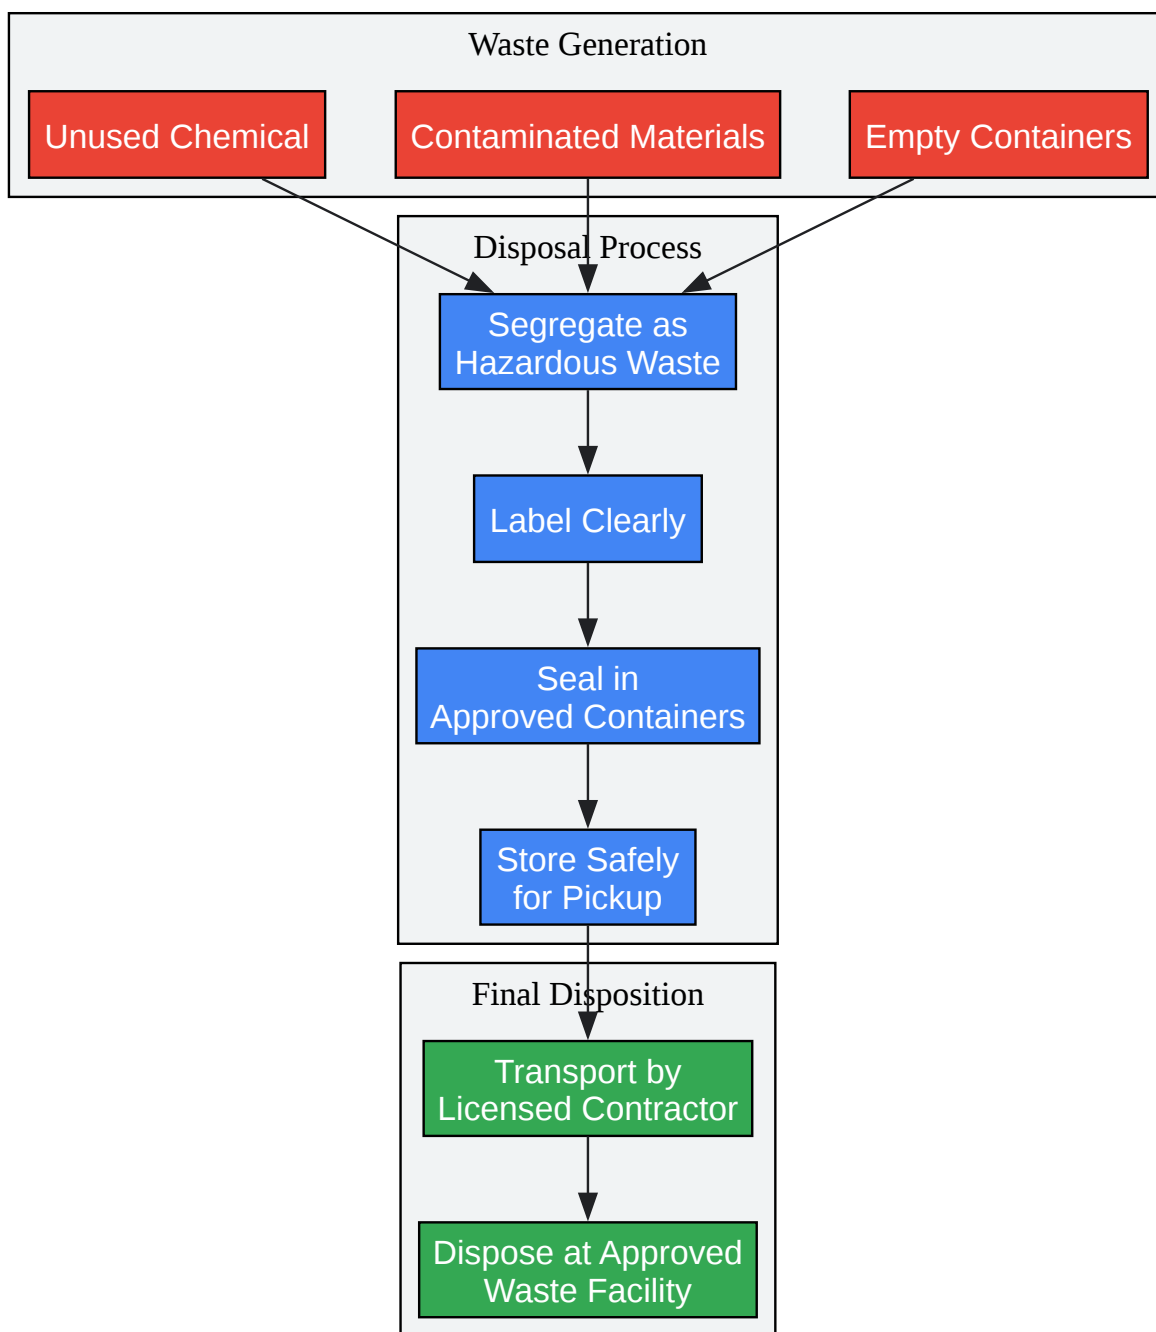 Waste Generation
Unused Chemical
Contaminated Materials
Empty Containers
Disposal Process
Segregate as
Hazardous Waste
Label Clearly
Seal in
Approved Containers
Store Safely
for Pickup
Final Disposition
Transport by
Licensed Contractor
Dispose at Approved
Waste Facility